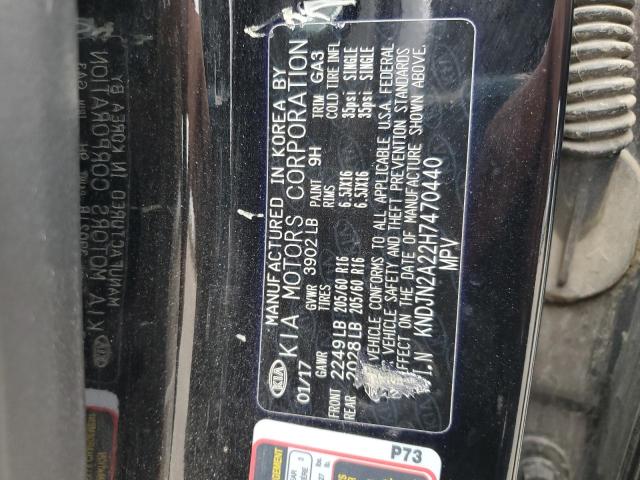 KIA
MANUFACTURED IN KOREA BY
KIA MOTORS CORPORATION
01/17 GVWR 3902 LB PAINT 9H TRIM GA3
GAWR TIRES RIMS COLD TIRE INFL
FRONT 2249 LB 205/60 R16 6.5JX16 35psi SINGLE
REAR 2028 LB 205/60 R16 6.5JX16 35psi SINGLE
VEHICLE CONFORMS TO ALL APPLICABLE U.S.A. FEDERAL
VEHICLE SAFETY AND THEFT PREVENTION STANDARDS
EFFECT ON THE DATE OF MANUFACTURE SHOWN ABOVE.
I.N KNDJN2A22H7470440
MPV
P73